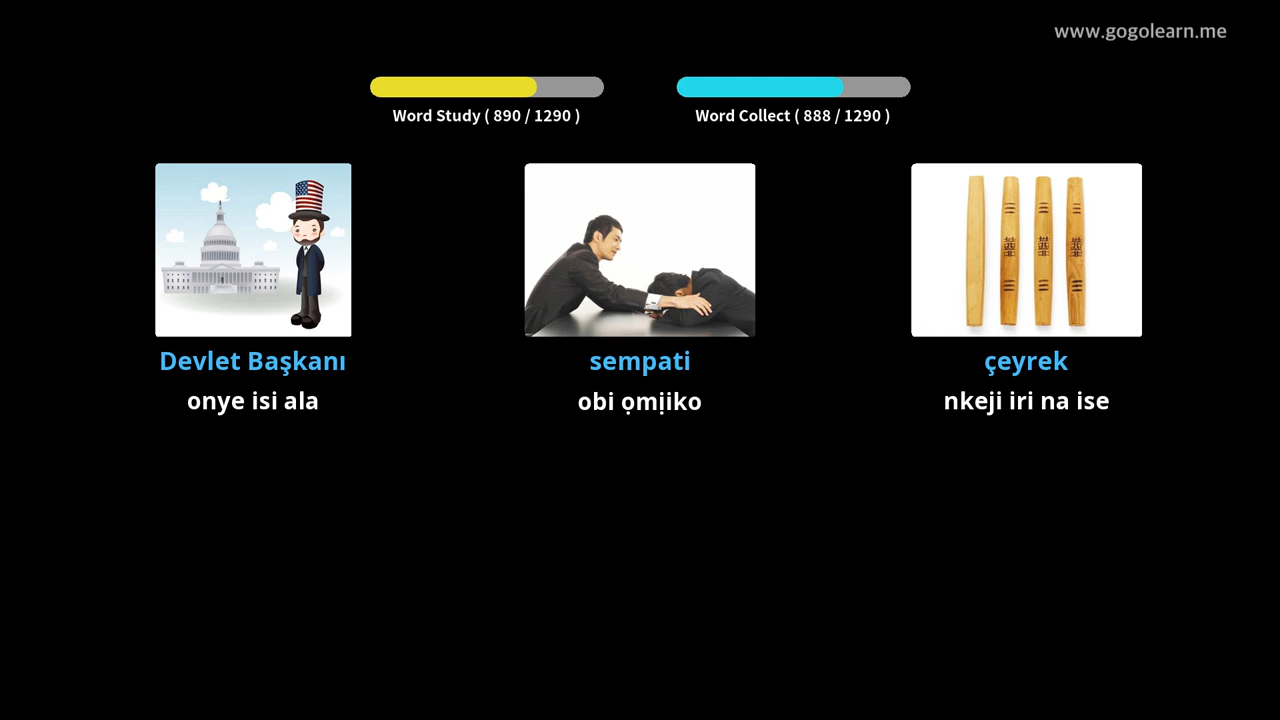 www.gogolearn.me
Word Study ( 890 / 1290 )
Word Collect ( 888 / 1290 )
Devlet Başkanı
onye isi ala
sempati
obi ọmịiko
çeyrek
nkeji iri na ise